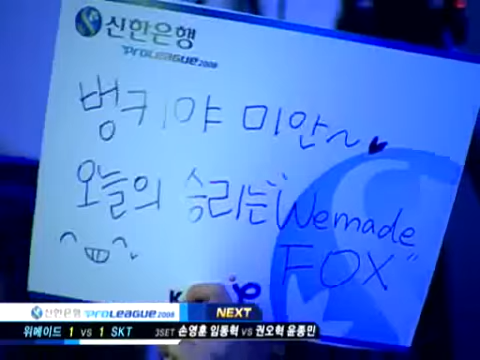 신한은행
PROLEAGUE 2008
벙키야 미안~
오늘의 승리는 "Wemade
FOX"
신한은행 PROLEAGUE 2008 NEXT
위메이드 1 VS 1 SKT 3SET 손영훈 임동혁 VS 권오혁 윤종민